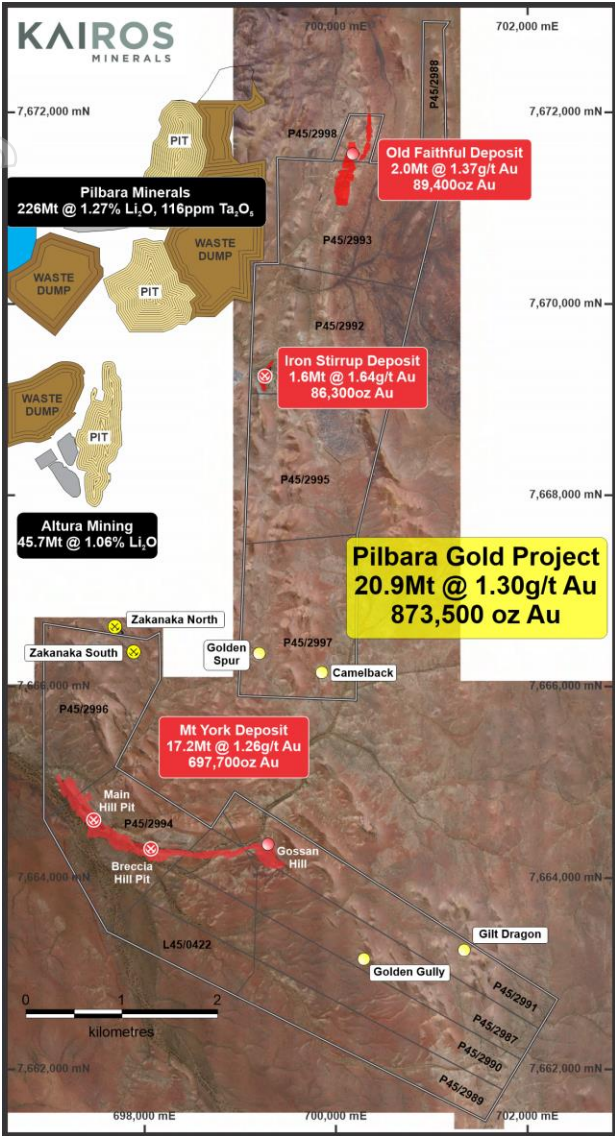 KAIROS
MINERALS
700,000 mE
702,000 mE
7,672,000 mN
7,672,000 mN
P45/2988
P45/2998
PIT
Old Faithful Deposit
2.0Mt @ 1.37g/t Au
89,400oz Au
Pilbara Minerals
226Mt @ 1.27% Li₂O, 116ppm Ta₂O₅
P45/2993
WASTE
DUMP
WASTE
DUMP
PIT
7,670,000 mN
7,670,000 mN
P45/2992
Iron Stirrup Deposit
1.6Mt @ 1.64g/t Au
86,300oz Au
WASTE
DUMP
PIT
P45/2995
7,668,000 mN
7,668,000 mN
Altura Mining
45.7Mt @ 1.06% Li₂O
Pilbara Gold Project
20.9Mt @ 1.30g/t Au
873,500 oz Au
Zakanaka North
Zakanaka South
P45/2997
Golden
Spur
Camelback
7,666,000 mN
7,666,000 mN
P45/2996
Mt York Deposit
17.2Mt @ 1.26g/t Au
697,700oz Au
Main
Hill Pit
P45/2994
Breccia
Hill Pit
Gossan
Hill
7,664,000 mN
7,664,000 mN
L45/0422
Gilt Dragon
Golden Gully
P45/2991
P45/2987
P45/2990
P45/2989
0 1 2
kilometres
7,662,000 mN
7,662,000 mN
698,000 mE
700,000 mE
702,000 mE